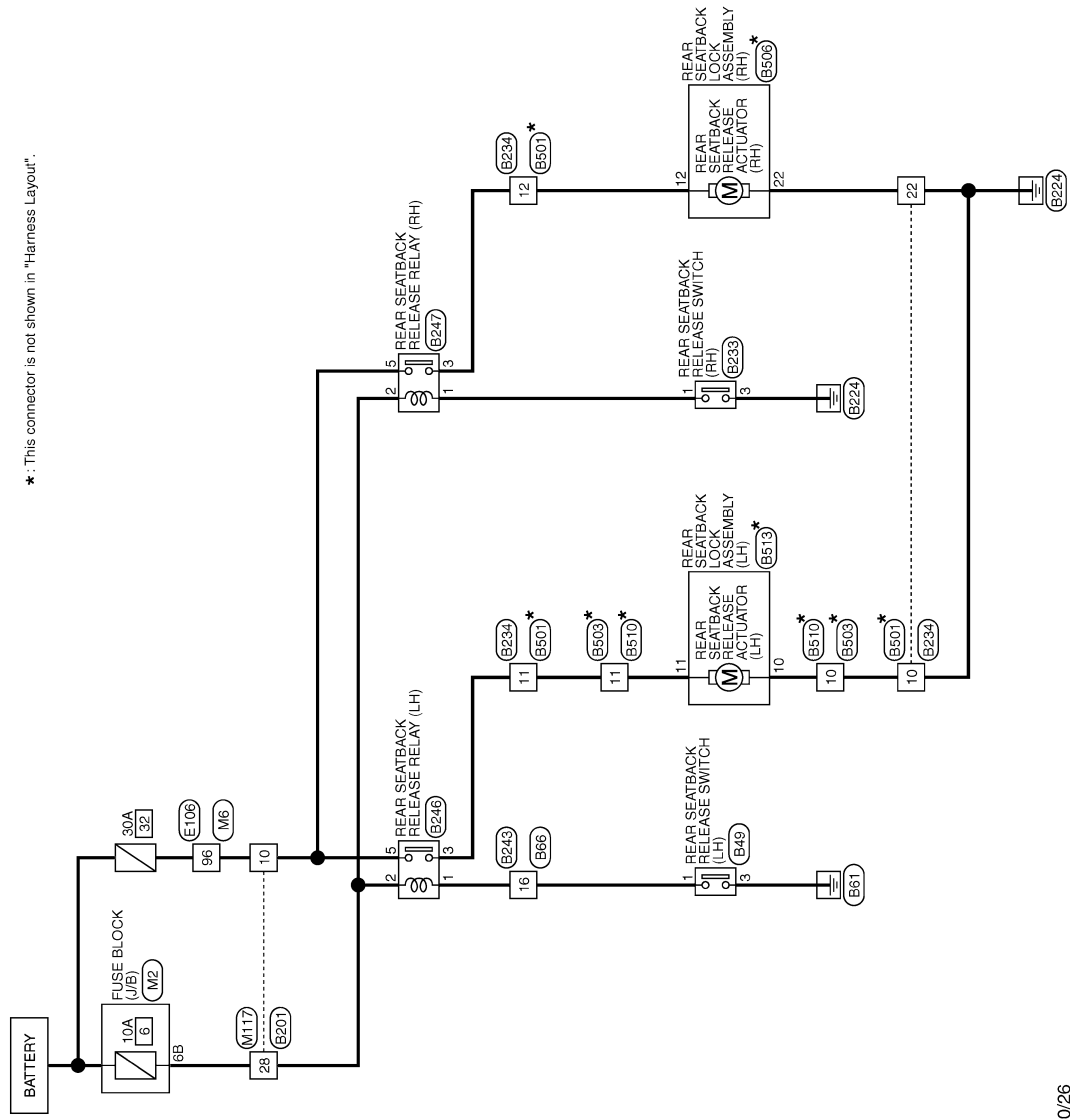 ★ : This connector is not shown in "Harness Layout".
BATTERY
FUSE BLOCK
(J/B)
M2
10A
6
6B
30A
32
E106
M6
96
M117
B201
28
10
REAR SEATBACK
RELEASE RELAY (LH)
B246
2
5
1
3
REAR SEATBACK
RELEASE RELAY (RH)
B247
2
5
1
3
B243
B66
16
B234
B501 ★
11
B503 ★
B510 ★
11
B234
B501 ★
12
REAR SEATBACK
RELEASE SWITCH
(LH)
B49
1
3
B61
REAR
SEATBACK
LOCK
ASSEMBLY
(LH)
B513 ★
11
REAR
SEATBACK
RELEASE
ACTUATOR
(LH)
M
10
REAR SEATBACK
RELEASE SWITCH
(RH)
B233
1
3
B224
REAR
SEATBACK
LOCK
ASSEMBLY
(RH)
B506 ★
12
REAR
SEATBACK
RELEASE
ACTUATOR
(RH)
M
22
B510 ★
B503 ★
10
B501 ★
B234
10
22
B224
0/26